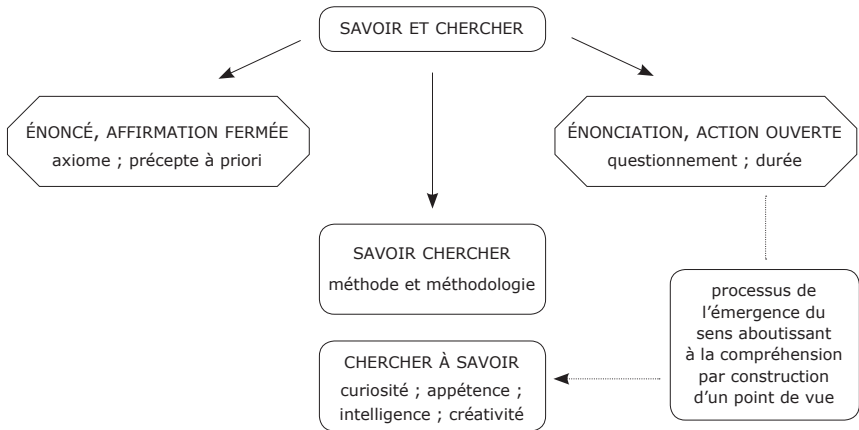 SAVOIR ET CHERCHER
ÉNONCÉ, AFFIRMATION FERMÉE
axiome ; précepte à priori
ÉNONCIATION, ACTION OUVERTE
questionnement ; durée
SAVOIR CHERCHER
méthode et méthodologie
processus de
l’émergence du
sens aboutissant
à la compréhension
par construction
d’un point de vue
CHERCHER À SAVOIR
curiosité ; appétence ;
intelligence ; créativité